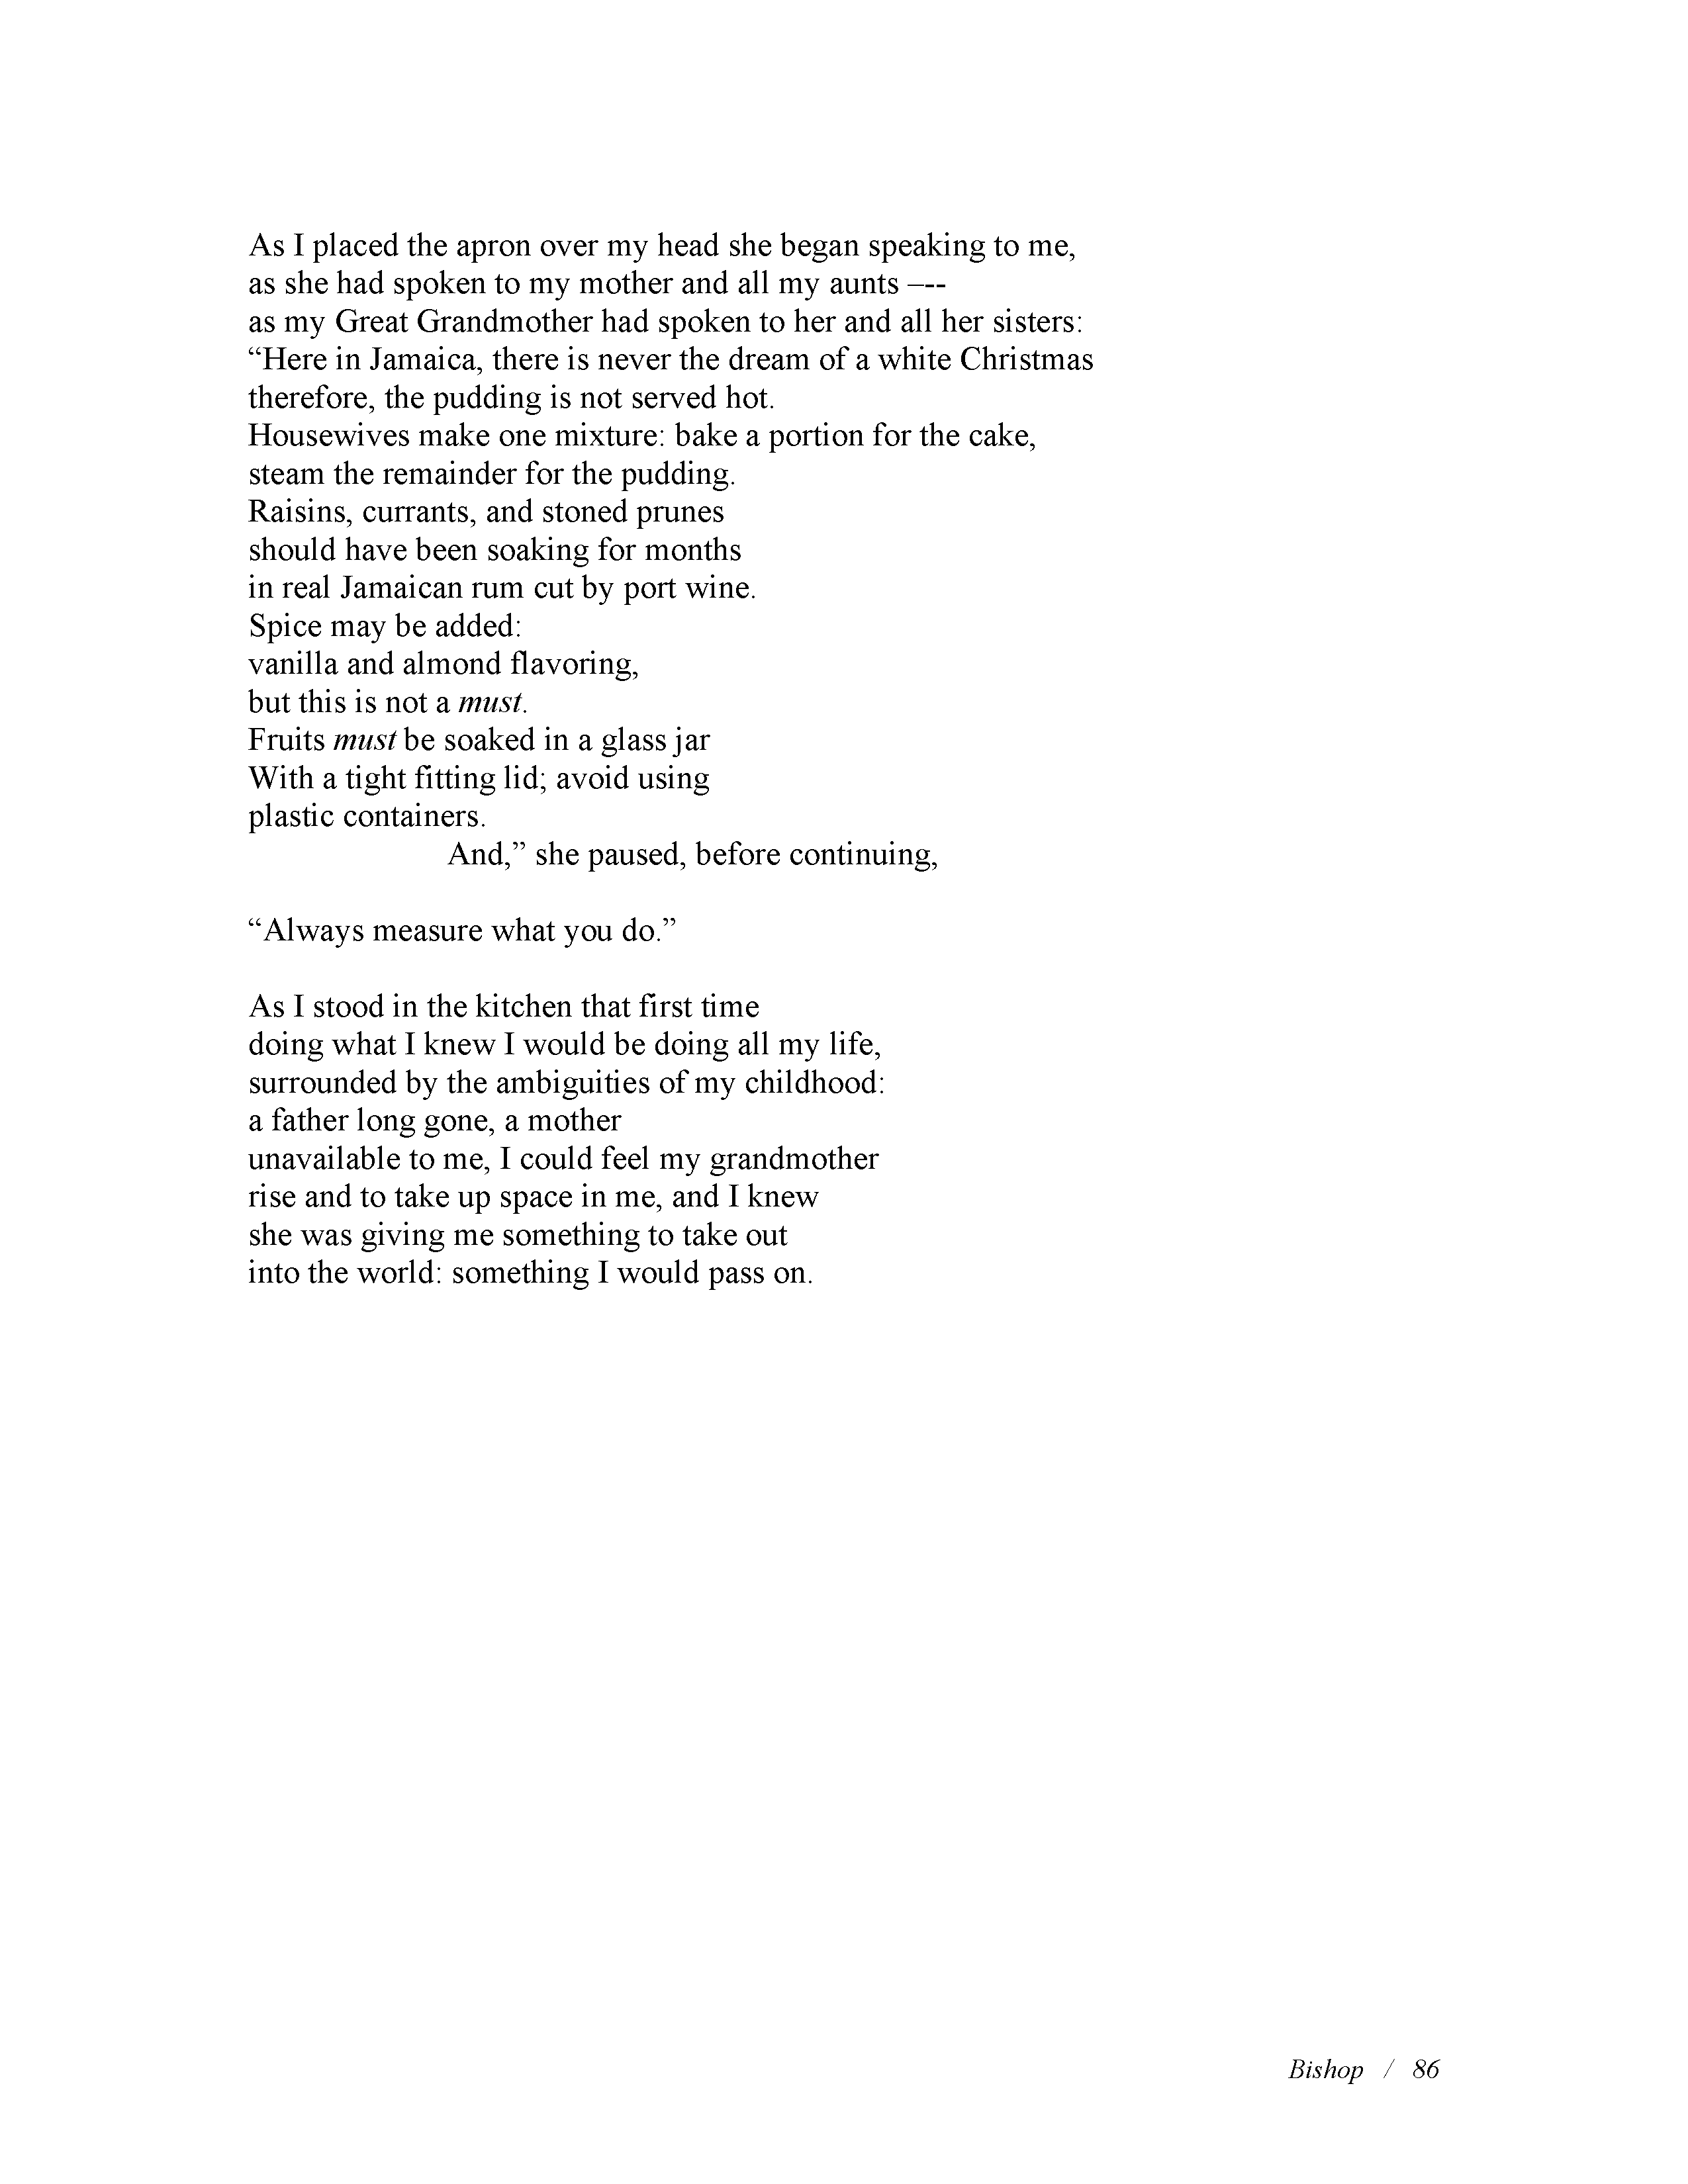 As I placed the apron over my head she began speaking to me,
as she had spoken to my mother and all my aunts –--
as my Great Grandmother had spoken to her and all her sisters:
“Here in Jamaica, there is never the dream of a white Christmas
therefore, the pudding is not served hot.
Housewives make one mixture: bake a portion for the cake,
steam the remainder for the pudding.
Raisins, currants, and stoned prunes
should have been soaking for months
in real Jamaican rum cut by port wine.
Spice may be added:
vanilla and almond flavoring,
but this is not a must.
Fruits must be soaked in a glass jar
With a tight fitting lid; avoid using
plastic containers.
And,” she paused, before continuing,
“Always measure what you do.”
As I stood in the kitchen that first time
doing what I knew I would be doing all my life,
surrounded by the ambiguities of my childhood:
a father long gone, a mother
unavailable to me, I could feel my grandmother
rise and to take up space in me, and I knew
she was giving me something to take out
into the world: something I would pass on.
Bishop / 86